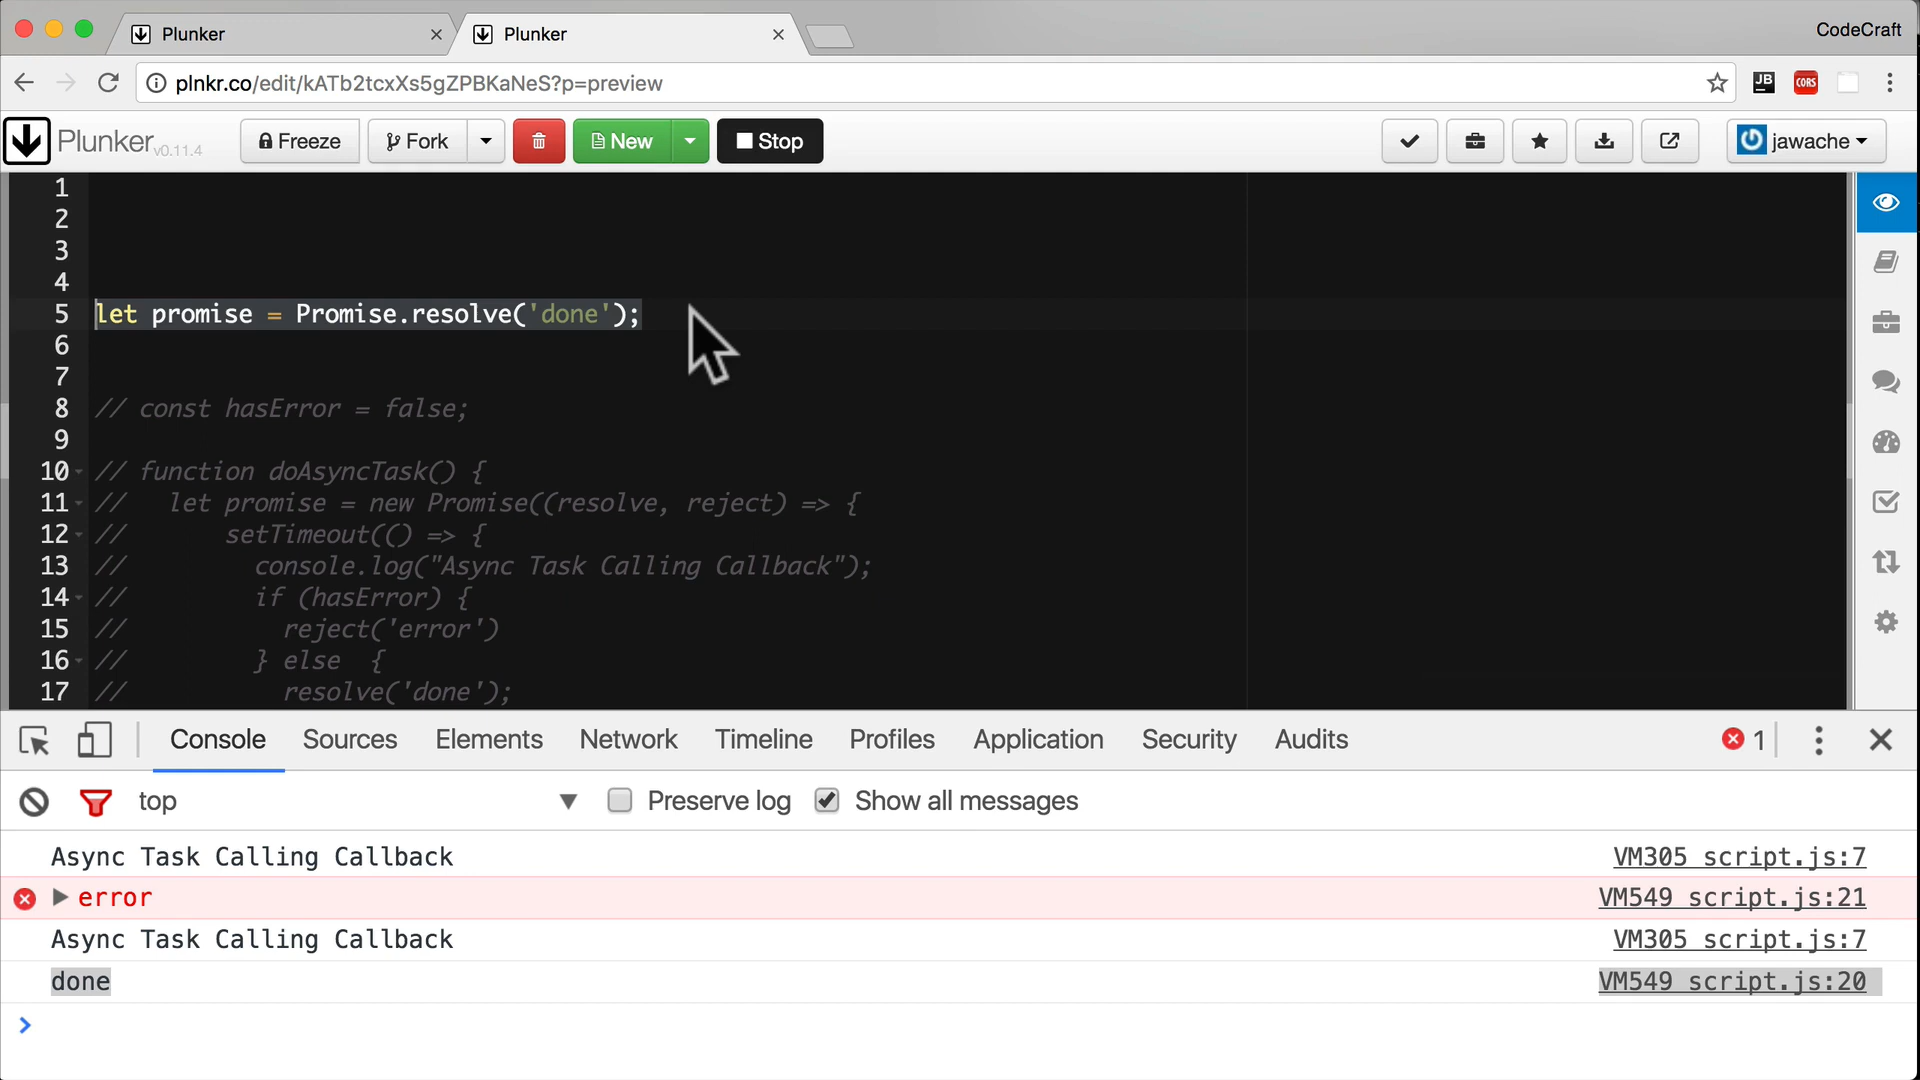 Plunker
Plunker
CodeCraft
plnkr.co/edit/kATb2tcxXs5gZPBKaNeS?p=preview
JB
CORS
Plunker v0.11.4
Freeze
Fork
New
Stop
jawache
1
2
3
4
5 let promise = Promise.resolve('done');
6
7
8 // const hasError = false;
9
10 // function doAsyncTask() {
11 //   let promise = new Promise((resolve, reject) => {
12 //       setTimeout(() => {
13 //         console.log("Async Task Calling Callback");
14 //         if (hasError) {
15 //           reject('error')
16 //         } else  {
17 //           resolve('done');
Console Sources Elements Network Timeline Profiles Application Security Audits 1
top Preserve log Show all messages
Async Task Calling Callback VM305 script.js:7
error VM549 script.js:21
Async Task Calling Callback VM305 script.js:7
done VM549 script.js:20
>